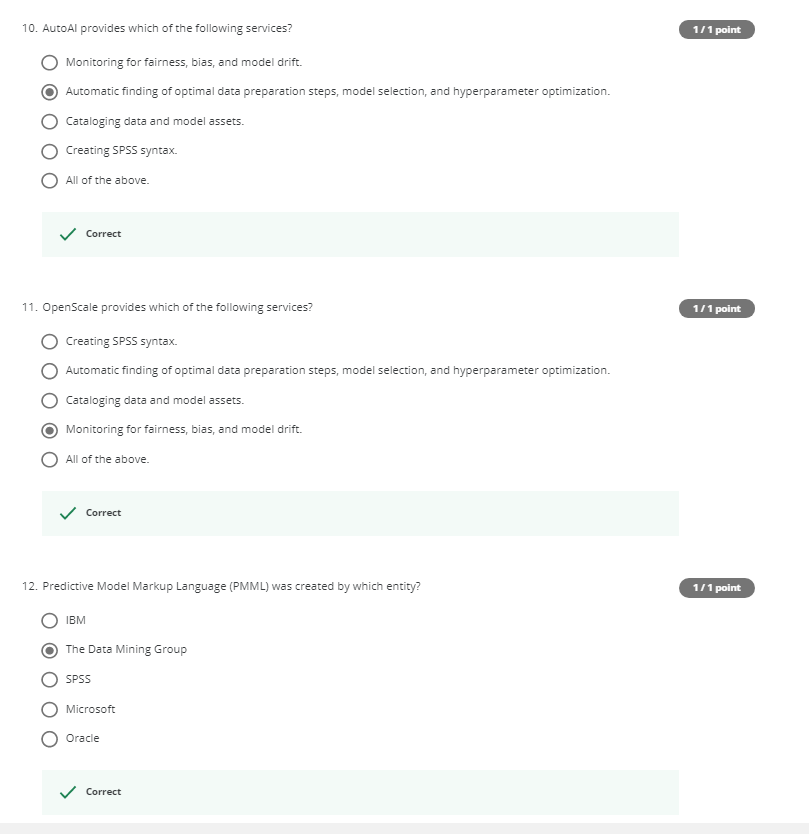 10. AutoAI provides which of the following services?
1 / 1 point
Monitoring for fairness, bias, and model drift.
Automatic finding of optimal data preparation steps, model selection, and hyperparameter optimization.
Cataloging data and model assets.
Creating SPSS syntax.
All of the above.
Correct
11. OpenScale provides which of the following services?
1 / 1 point
Creating SPSS syntax.
Automatic finding of optimal data preparation steps, model selection, and hyperparameter optimization.
Cataloging data and model assets.
Monitoring for fairness, bias, and model drift.
All of the above.
Correct
12. Predictive Model Markup Language (PMML) was created by which entity?
1 / 1 point
IBM
The Data Mining Group
SPSS
Microsoft
Oracle
Correct